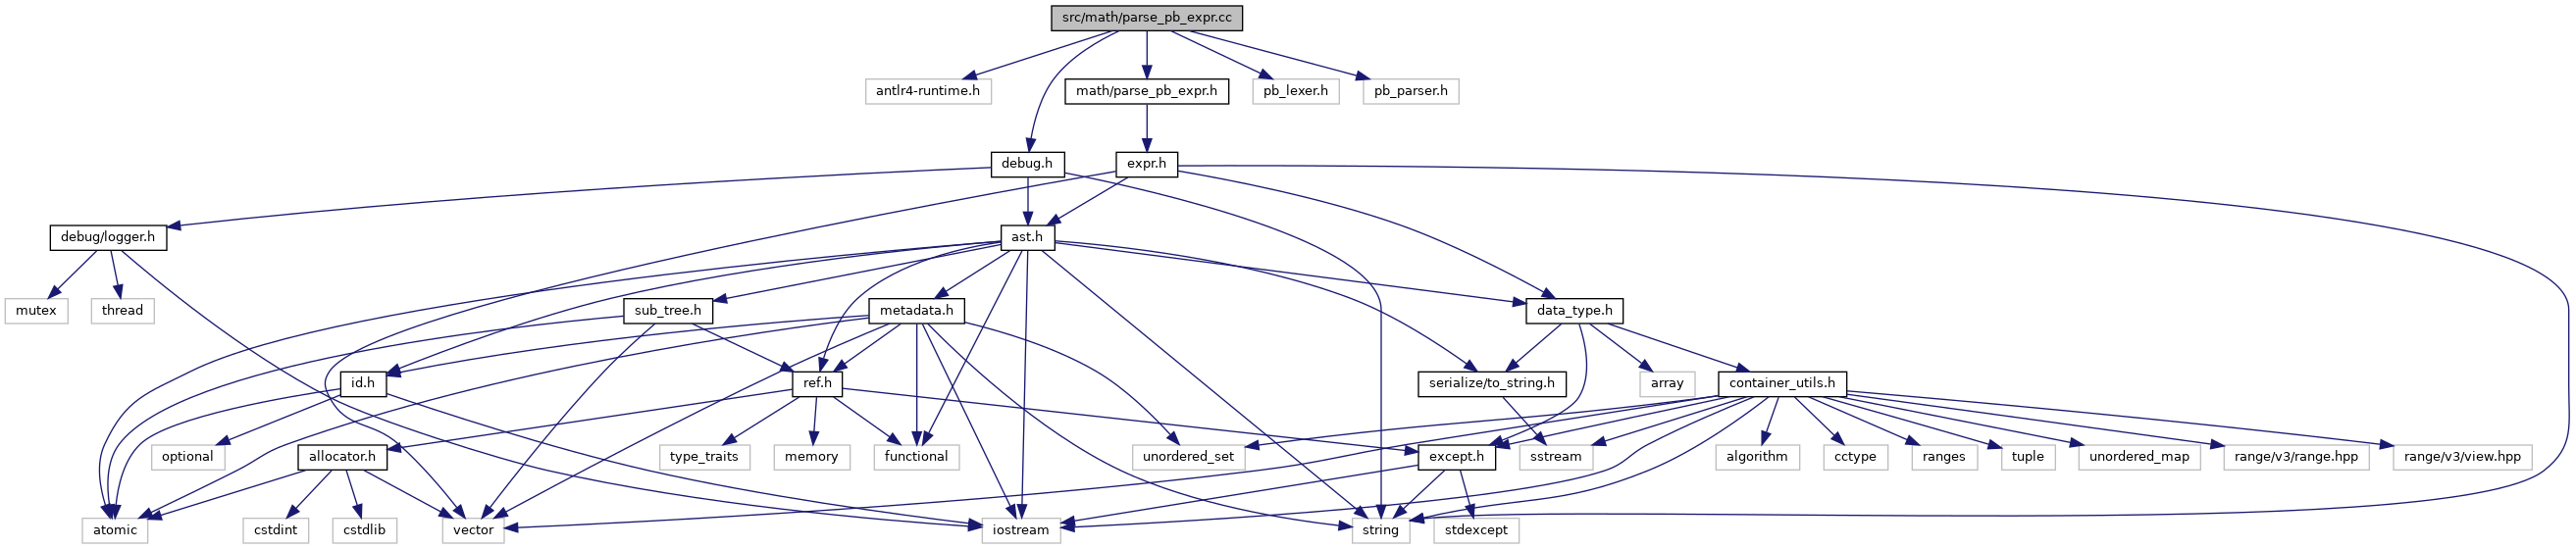 src/math/parse_pb_expr.cc
antlr4-runtime.h
math/parse_pb_expr.h
pb_lexer.h
pb_parser.h
debug.h
expr.h
debug/logger.h
ast.h
mutex
thread
sub_tree.h
metadata.h
data_type.h
id.h
ref.h
serialize/to_string.h
array
container_utils.h
optional
allocator.h
type_traits
memory
functional
unordered_set
except.h
sstream
algorithm
cctype
ranges
tuple
unordered_map
range/v3/range.hpp
range/v3/view.hpp
atomic
cstdint
cstdlib
vector
iostream
string
stdexcept